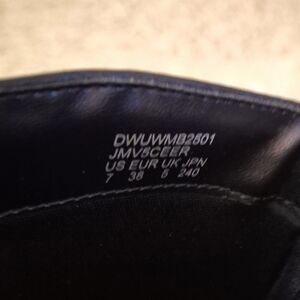 DWUWMB2501
JMV5CEER
US EUR UK JPN
7 38 5 240